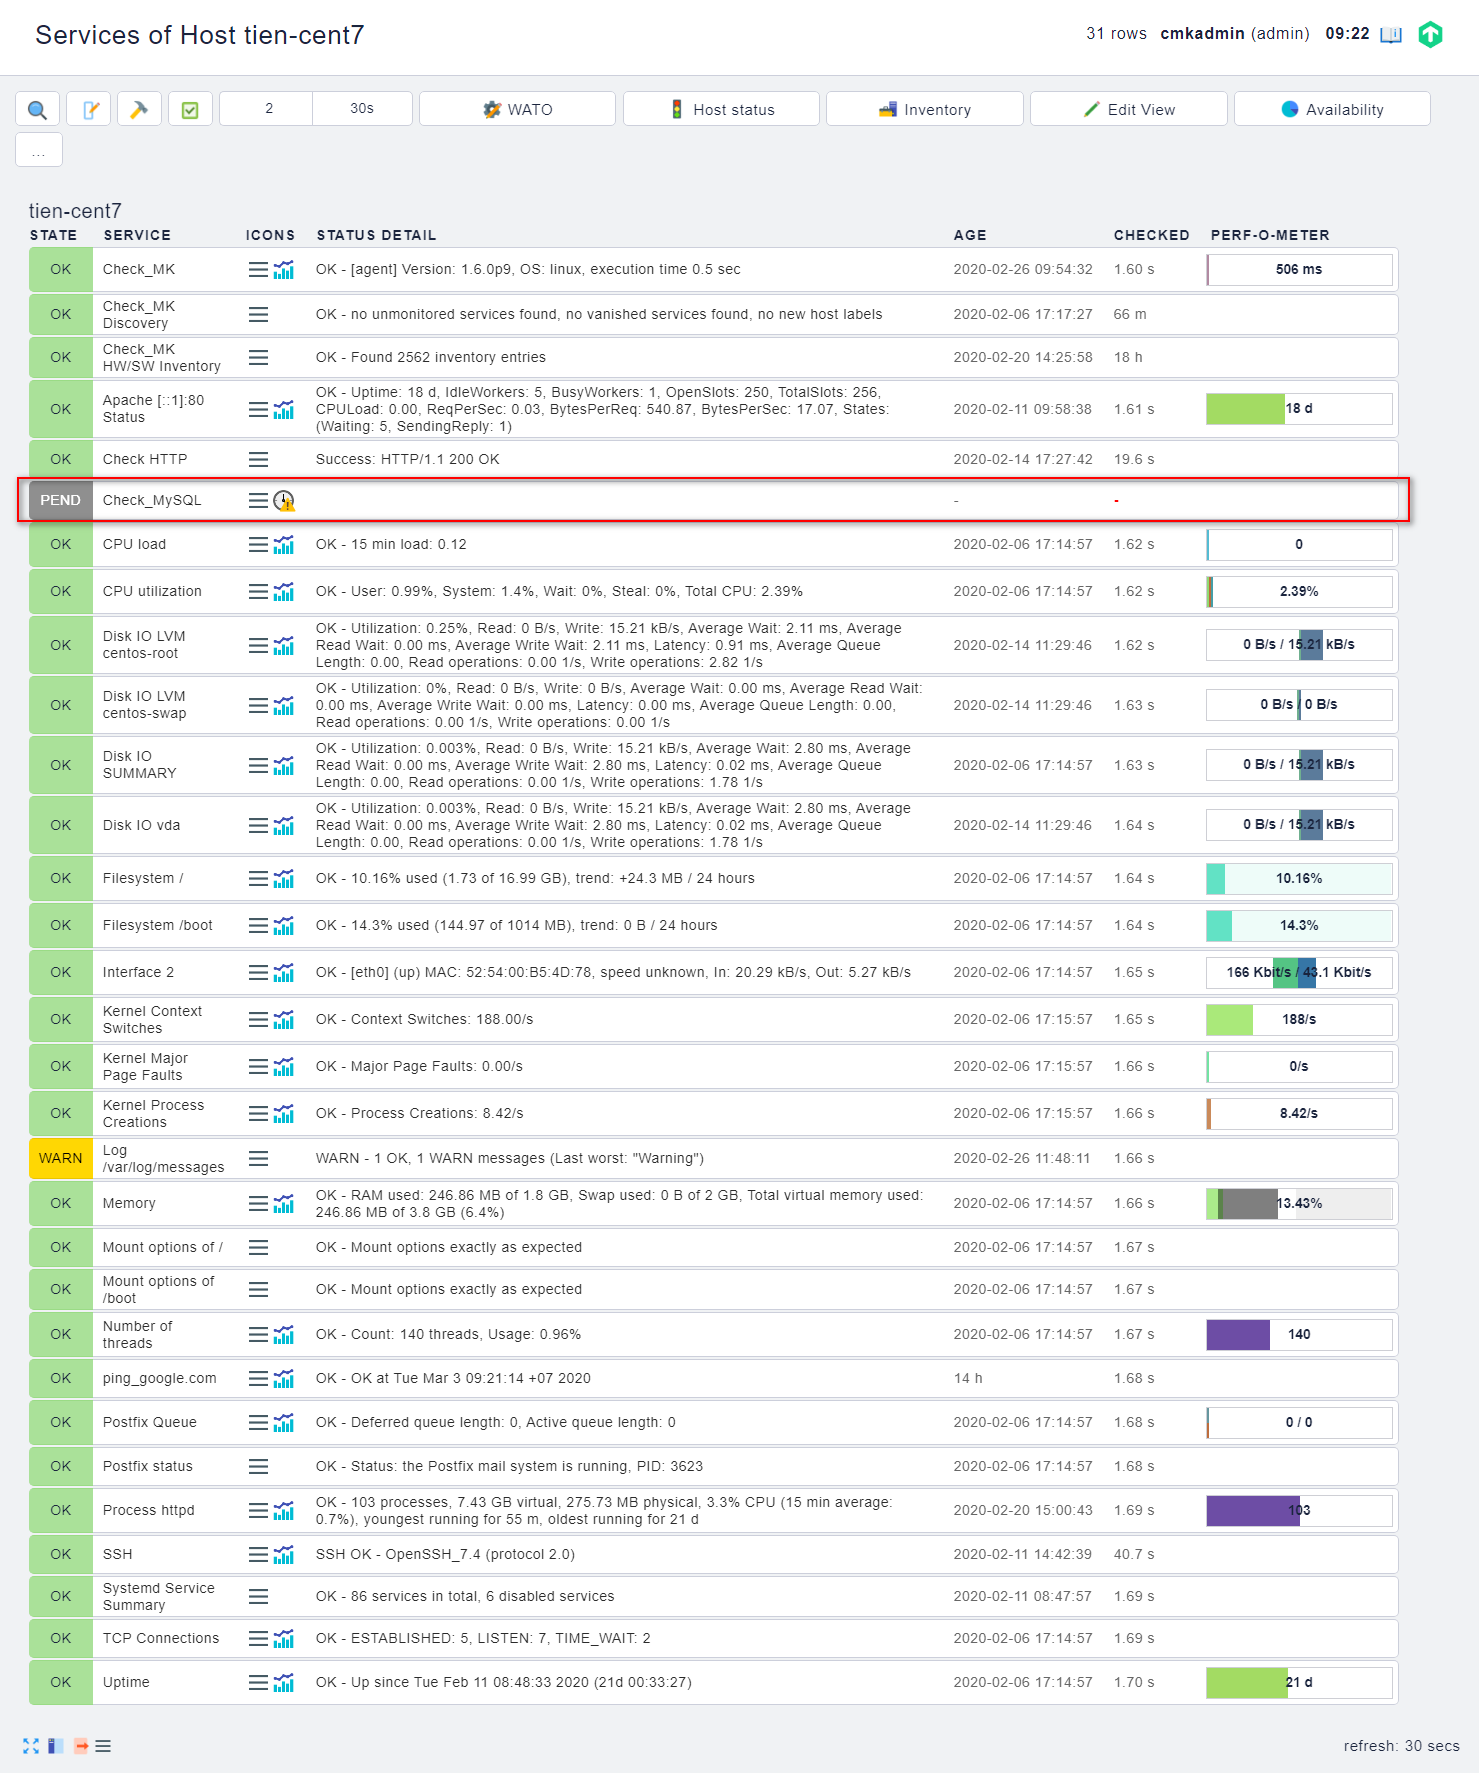 Services of Host tien-cent7
31 rows cmkadmin (admin) 09:22
2 30s WATO Host status Inventory Edit View Availability
...
tien-cent7
STATE SERVICE ICONS STATUS DETAIL AGE CHECKED PERF-O-METER
OK Check_MK OK - [agent] Version: 1.6.0p9, OS: linux, execution time 0.5 sec 2020-02-26 09:54:32 1.60 s 506 ms
OK Check_MK
Discovery OK - no unmonitored services found, no vanished services found, no new host labels 2020-02-06 17:17:27 66 m
OK Check_MK
HW/SW Inventory OK - Found 2562 inventory entries 2020-02-20 14:25:58 18 h
OK Apache [::1]:80
Status OK - Uptime: 18 d, IdleWorkers: 5, BusyWorkers: 1, OpenSlots: 250, TotalSlots: 256,
CPULoad: 0.00, ReqPerSec: 0.03, BytesPerReq: 540.87, BytesPerSec: 17.07, States:
(Waiting: 5, SendingReply: 1) 2020-02-11 09:58:38 1.61 s 18 d
OK Check HTTP Success: HTTP/1.1 200 OK 2020-02-14 17:27:42 19.6 s
PEND Check_MySQL - -
OK CPU load OK - 15 min load: 0.12 2020-02-06 17:14:57 1.62 s 0
OK CPU utilization OK - User: 0.99%, System: 1.4%, Wait: 0%, Steal: 0%, Total CPU: 2.39% 2020-02-06 17:14:57 1.62 s 2.39%
OK Disk IO LVM
centos-root OK - Utilization: 0.25%, Read: 0 B/s, Write: 15.21 kB/s, Average Wait: 2.11 ms, Average
Read Wait: 0.00 ms, Average Write Wait: 2.11 ms, Latency: 0.91 ms, Average Queue
Length: 0.00, Read operations: 0.00 1/s, Write operations: 2.82 1/s 2020-02-14 11:29:46 1.62 s 0 B/s / 15.21 kB/s
OK Disk IO LVM
centos-swap OK - Utilization: 0%, Read: 0 B/s, Write: 0 B/s, Average Wait: 0.00 ms, Average Read Wait:
0.00 ms, Average Write Wait: 0.00 ms, Latency: 0.00 ms, Average Queue Length: 0.00,
Read operations: 0.00 1/s, Write operations: 0.00 1/s 2020-02-14 11:29:46 1.63 s 0 B/s / 0 B/s
OK Disk IO
SUMMARY OK - Utilization: 0.003%, Read: 0 B/s, Write: 15.21 kB/s, Average Wait: 2.80 ms, Average
Read Wait: 0.00 ms, Average Write Wait: 2.80 ms, Latency: 0.02 ms, Average Queue
Length: 0.00, Read operations: 0.00 1/s, Write operations: 1.78 1/s 2020-02-06 17:14:57 1.63 s 0 B/s / 15.21 kB/s
OK Disk IO vda OK - Utilization: 0.003%, Read: 0 B/s, Write: 15.21 kB/s, Average Wait: 2.80 ms, Average
Read Wait: 0.00 ms, Average Write Wait: 2.80 ms, Latency: 0.02 ms, Average Queue
Length: 0.00, Read operations: 0.00 1/s, Write operations: 1.78 1/s 2020-02-14 11:29:46 1.64 s 0 B/s / 15.21 kB/s
OK Filesystem / OK - 10.16% used (1.73 of 16.99 GB), trend: +24.3 MB / 24 hours 2020-02-06 17:14:57 1.64 s 10.16%
OK Filesystem /boot OK - 14.3% used (144.97 of 1014 MB), trend: 0 B / 24 hours 2020-02-06 17:14:57 1.64 s 14.3%
OK Interface 2 OK - [eth0] (up) MAC: 52:54:00:B5:4D:78, speed unknown, In: 20.29 kB/s, Out: 5.27 kB/s 2020-02-06 17:14:57 1.65 s 166 Kbit/s / 43.1 Kbit/s
OK Kernel Context
Switches OK - Context Switches: 188.00/s 2020-02-06 17:15:57 1.65 s 188/s
OK Kernel Major
Page Faults OK - Major Page Faults: 0.00/s 2020-02-06 17:15:57 1.66 s 0/s
OK Kernel Process
Creations OK - Process Creations: 8.42/s 2020-02-06 17:15:57 1.66 s 8.42/s
WARN Log
/var/log/messages WARN - 1 OK, 1 WARN messages (Last worst: "Warning") 2020-02-26 11:48:11 1.66 s
OK Memory OK - RAM used: 246.86 MB of 1.8 GB, Swap used: 0 B of 2 GB, Total virtual memory used:
246.86 MB of 3.8 GB (6.4%) 2020-02-06 17:14:57 1.66 s 13.43%
OK Mount options of / OK - Mount options exactly as expected 2020-02-06 17:14:57 1.67 s
OK Mount options of
/boot OK - Mount options exactly as expected 2020-02-06 17:14:57 1.67 s
OK Number of
threads OK - Count: 140 threads, Usage: 0.96% 2020-02-06 17:14:57 1.67 s 140
OK ping_google.com OK - OK at Tue Mar 3 09:21:14 +07 2020 14 h 1.68 s
OK Postfix Queue OK - Deferred queue length: 0, Active queue length: 0 2020-02-06 17:14:57 1.68 s 0 / 0
OK Postfix status OK - Status: the Postfix mail system is running, PID: 3623 2020-02-06 17:14:57 1.68 s
OK Process httpd OK - 103 processes, 7.43 GB virtual, 275.73 MB physical, 3.3% CPU (15 min average:
0.7%), youngest running for 55 m, oldest running for 21 d 2020-02-20 15:00:43 1.69 s 103
OK SSH SSH OK - OpenSSH_7.4 (protocol 2.0) 2020-02-11 14:42:39 40.7 s
OK Systemd Service
Summary OK - 86 services in total, 6 disabled services 2020-02-11 08:47:57 1.69 s
OK TCP Connections OK - ESTABLISHED: 5, LISTEN: 7, TIME_WAIT: 2 2020-02-06 17:14:57 1.69 s
OK Uptime OK - Up since Tue Feb 11 08:48:33 2020 (21d 00:33:27) 2020-02-06 17:14:57 1.70 s 21 d
refresh: 30 secs